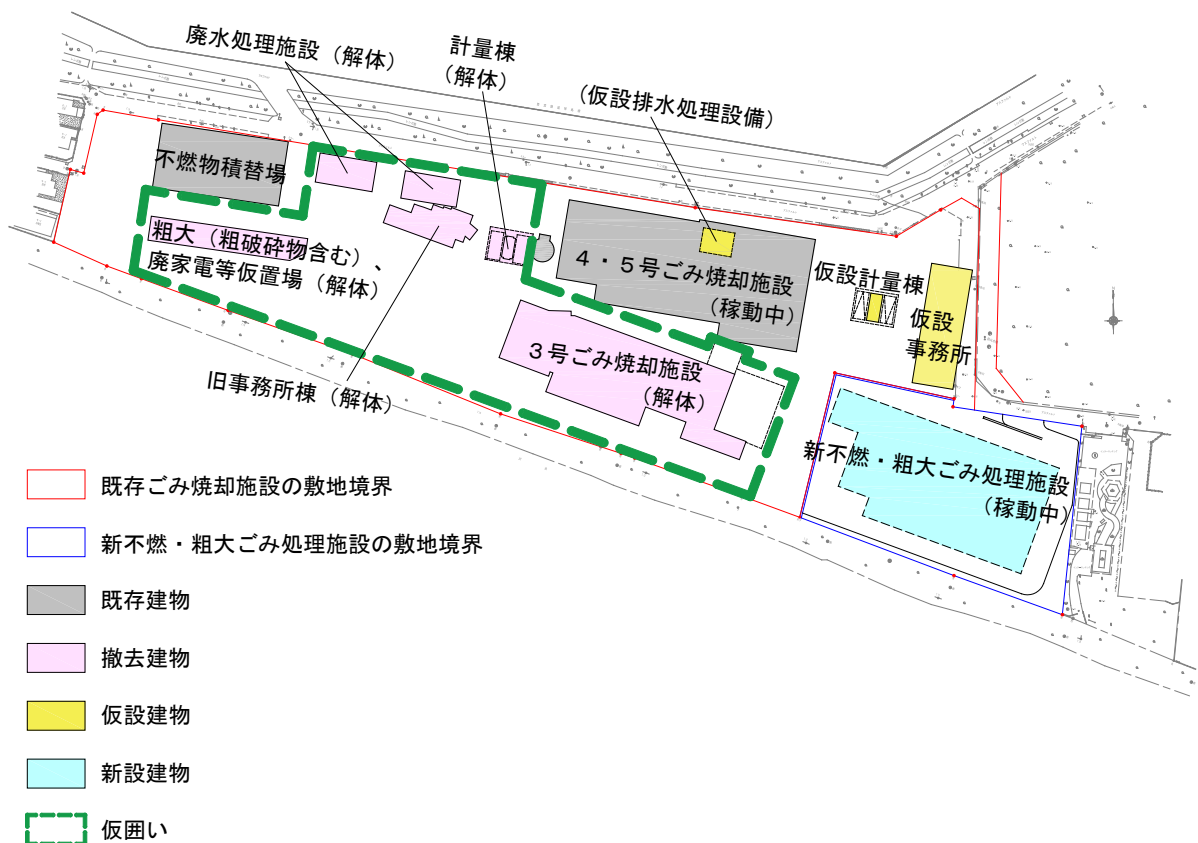 廃水処理施設（解体）
計量棟
（解体）
（仮設排水処理設備）
不燃物積替場
粗大（粗破砕物含む）、
廃家電等仮置場（解体）
４・５号ごみ焼却施設
（稼動中）
仮設計量棟
仮設
事務所
３号ごみ焼却施設
（解体）
旧事務所棟（解体）
新不燃・粗大ごみ処理施設
（稼動中）
既存ごみ焼却施設の敷地境界
新不燃・粗大ごみ処理施設の敷地境界
既存建物
撤去建物
仮設建物
新設建物
仮囲い